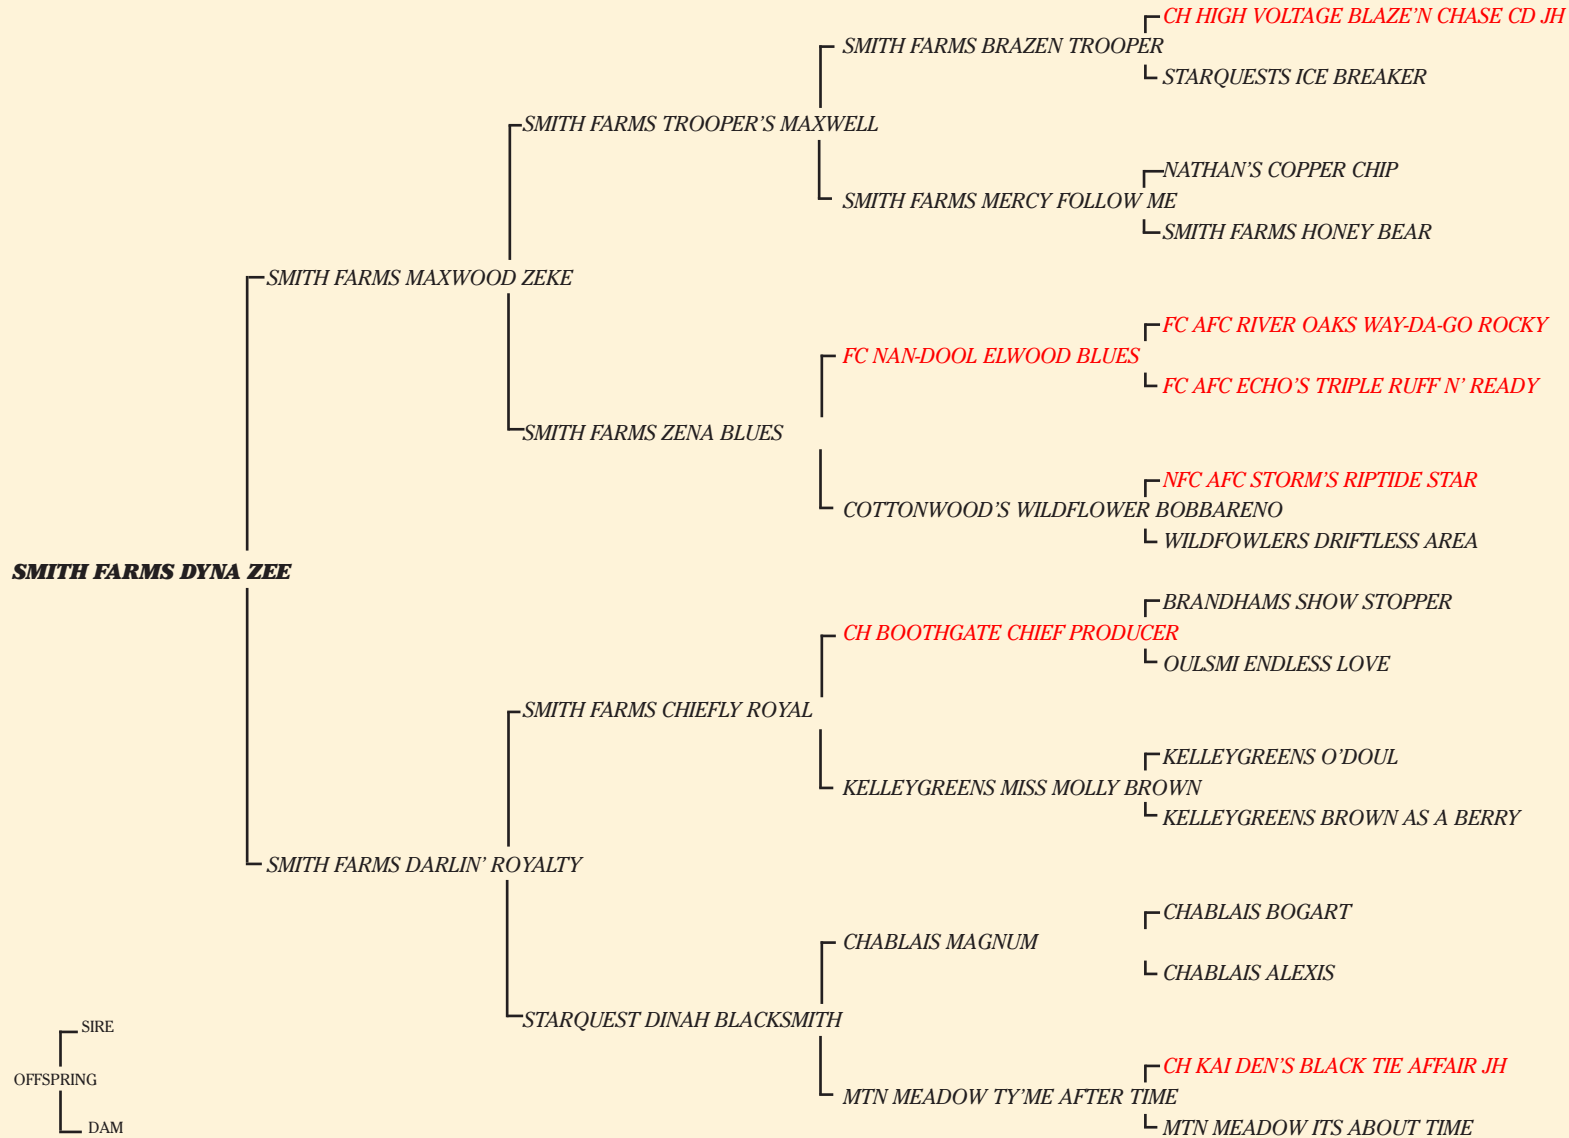 CH HIGH VOLTAGE BLAZE’N CHASE CD JH
SMITH FARMS BRAZEN TROOPER
STARQUESTS ICE BREAKER
SMITH FARMS TROOPER’S MAXWELL
NATHAN’S COPPER CHIP
SMITH FARMS MERCY FOLLOW ME
SMITH FARMS HONEY BEAR
SMITH FARMS MAXWOOD ZEKE
FC AFC RIVER OAKS WAY-DA-GO ROCKY
FC NAN-DOOL ELWOOD BLUES
FC AFC ECHO’S TRIPLE RUFF N’ READY
SMITH FARMS ZENA BLUES
NFC AFC STORM’S RIPTIDE STAR
COTTONWOOD’S WILDFLOWER BOBBARENO
WILDFOWLERS DRIFTLESS AREA
SMITH FARMS DYNA ZEE
BRANDHAMS SHOW STOPPER
CH BOOTHGATE CHIEF PRODUCER
OULSMI ENDLESS LOVE
SMITH FARMS CHIEFLY ROYAL
KELLEYGREENS O’DOUL
KELLEYGREENS MISS MOLLY BROWN
KELLEYGREENS BROWN AS A BERRY
SMITH FARMS DARLIN’ ROYALTY
CHABLAIS BOGART
CHABLAIS MAGNUM
CHABLAIS ALEXIS
STARQUEST DINAH BLACKSMITH
CH KAI DEN’S BLACK TIE AFFAIR JH
MTN MEADOW TY’ME AFTER TIME
MTN MEADOW ITS ABOUT TIME
SIRE
OFFSPRING
DAM